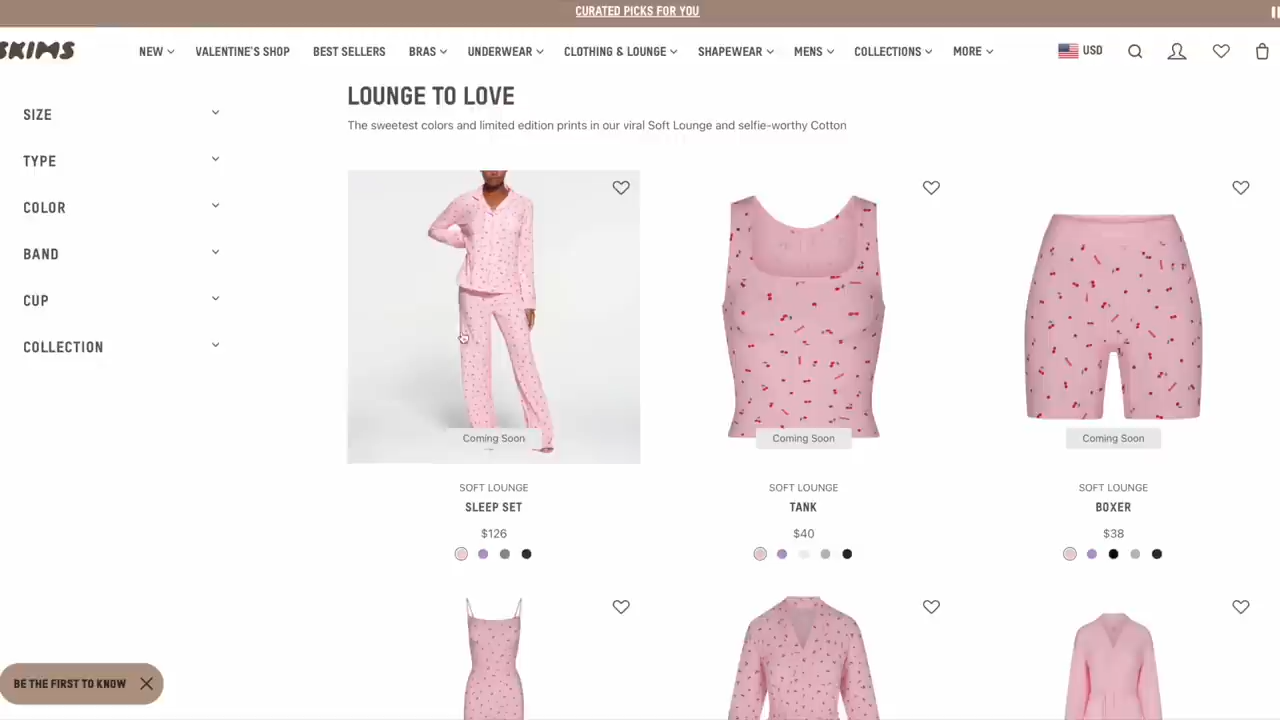 CURATED PICKS FOR YOU
SKIMS
NEW
VALENTINE'S SHOP
BEST SELLERS
BRAS
UNDERWEAR
CLOTHING & LOUNGE
SHAPEWEAR
MENS
COLLECTIONS
MORE
USD
SIZE
TYPE
COLOR
BAND
CUP
COLLECTION
LOUNGE TO LOVE
The sweetest colors and limited edition prints in our viral Soft Lounge and selfie-worthy Cotton
Coming Soon
SOFT LOUNGE
SLEEP SET
$126
Coming Soon
SOFT LOUNGE
TANK
$40
Coming Soon
SOFT LOUNGE
BOXER
$38
BE THE FIRST TO KNOW